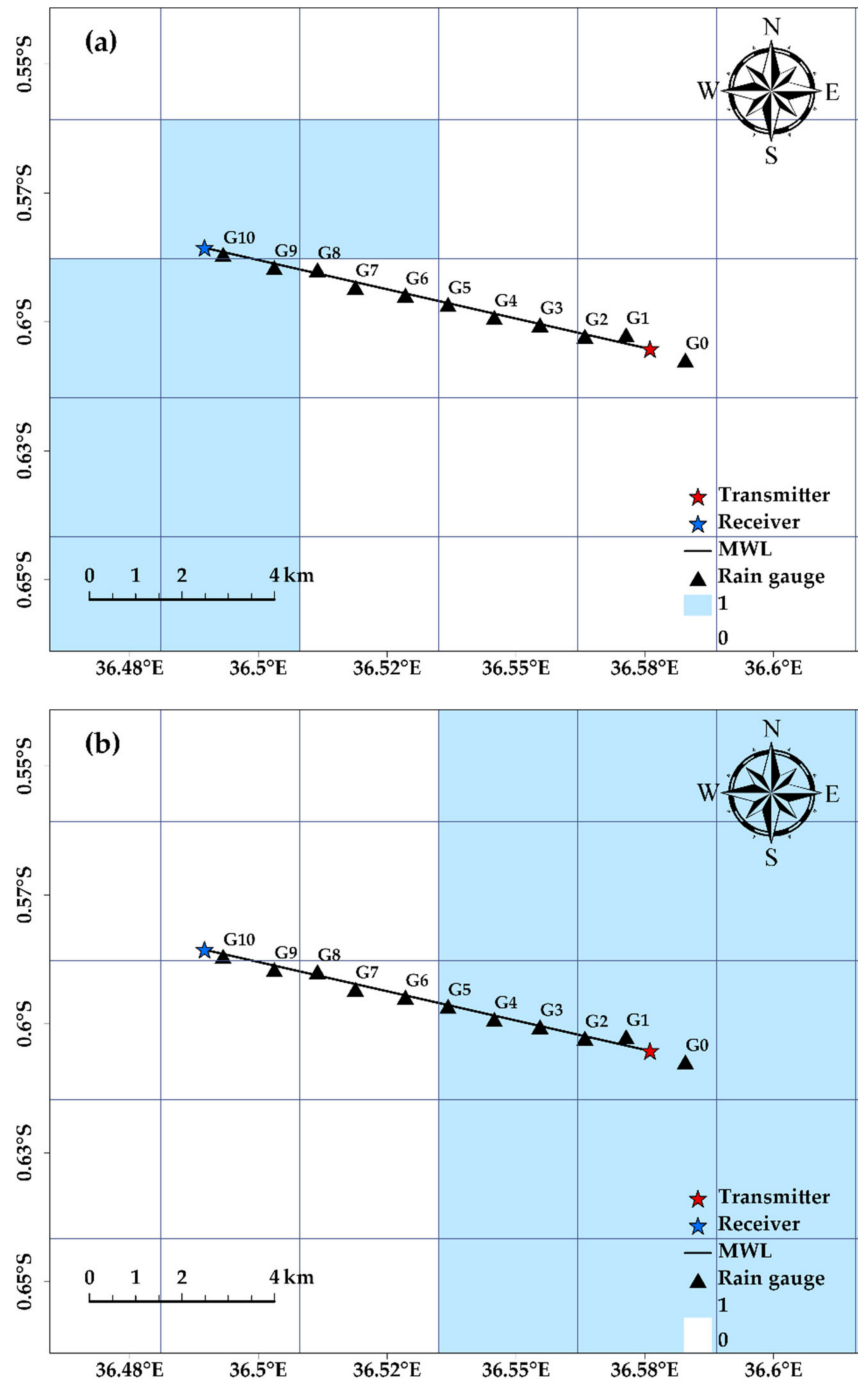 (a)
N
W E
S
0.55°S
0.57°S
0.6°S
0.63°S
0.65°S
G10
G9
G8
G7
G6
G5
G4
G3
G2
G1
G0
Transmitter
Receiver
MWL
Rain gauge
1
0
0 1 2 4 km
36.48°E 36.5°E 36.52°E 36.55°E 36.58°E 36.6°E
(b)
N
W E
S
0.55°S
0.57°S
0.6°S
0.63°S
0.65°S
G10
G9
G8
G7
G6
G5
G4
G3
G2
G1
G0
Transmitter
Receiver
MWL
Rain gauge
1
0
0 1 2 4 km
36.48°E 36.5°E 36.52°E 36.55°E 36.58°E 36.6°E